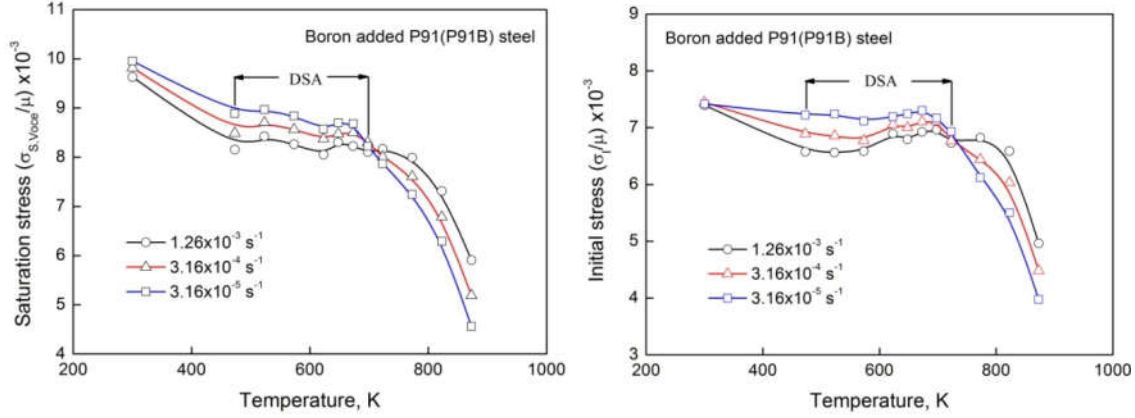 Boron added P91(P91B) steel
DSA
11
10
9
8
7
6
5
4
Saturation stress (σS,Voce/μ) x10-3
1.26x10-3 s-1
3.16x10-4 s-1
3.16x10-5 s-1
200 400 600 800 1000
Temperature, K
Boron added P91(P91B) steel
DSA
9
8
7
6
5
4
3
Initial stress (σI/μ) x10-3
1.26x10-3 s-1
3.16x10-4 s-1
3.16x10-5 s-1
200 400 600 800 1000
Temperature, K